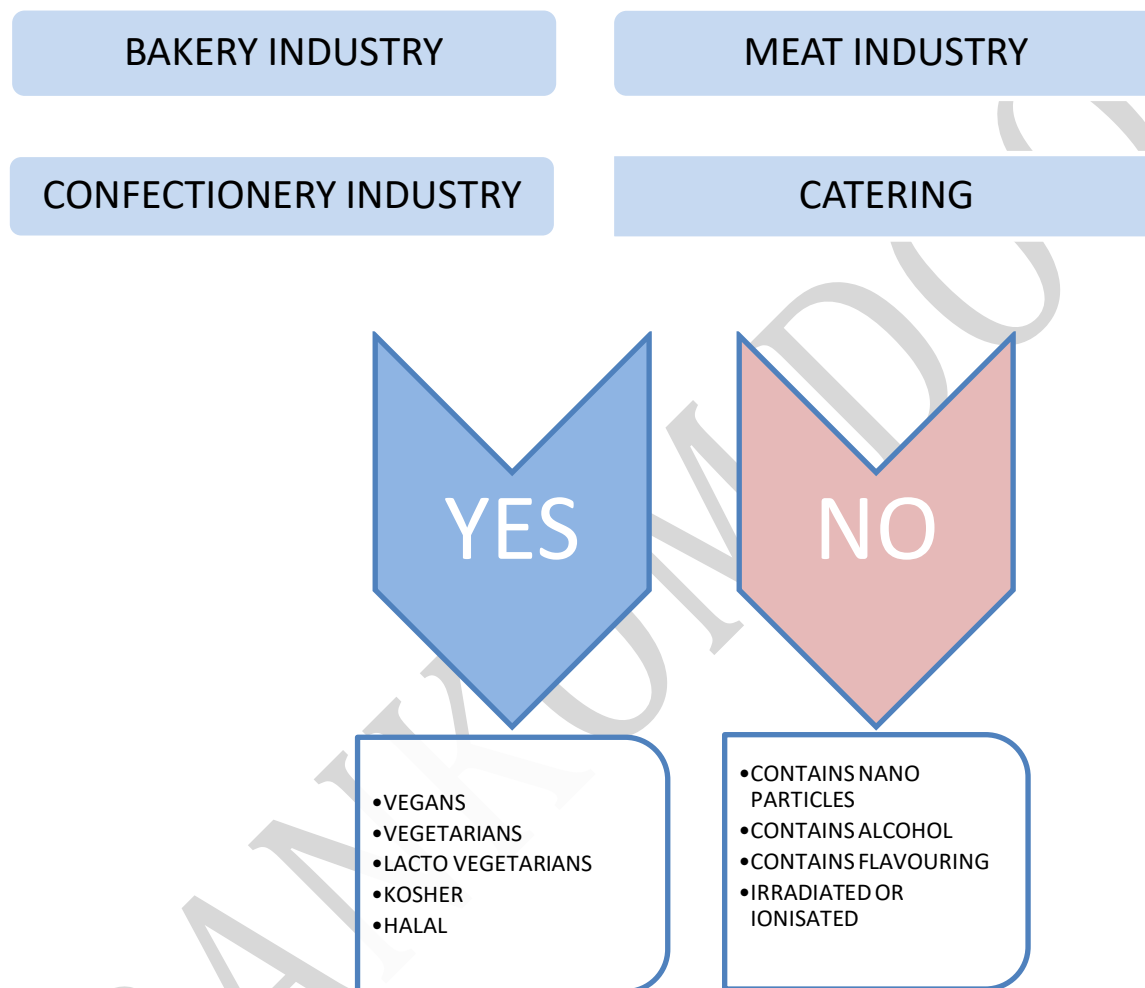 BAKERY INDUSTRY
MEAT INDUSTRY
CONFECTIONERY INDUSTRY
CATERING
YES
NO
•VEGANS
•VEGETARIANS
•LACTO VEGETARIANS
•KOSHER
•HALAL
•CONTAINS NANO
PARTICLES
•CONTAINS ALCOHOL
•CONTAINS FLAVOURING
•IRRADIATED OR
IONISATED